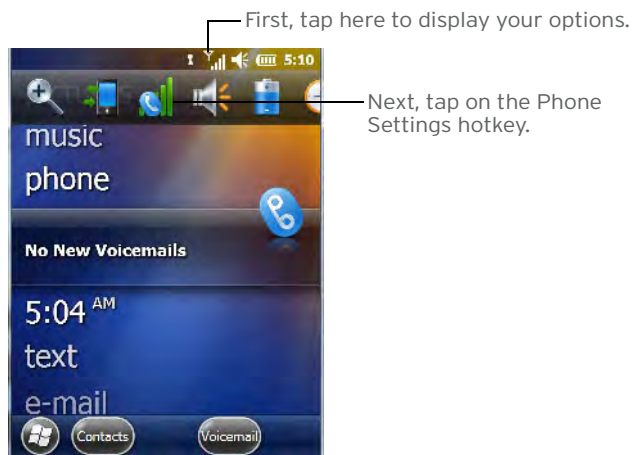 First, tap here to display your options.
5:10
Next, tap on the Phone
Settings hotkey.
music
phone
No New Voicemails
5:04 AM
text
e-mail
Contacts
Voicemail